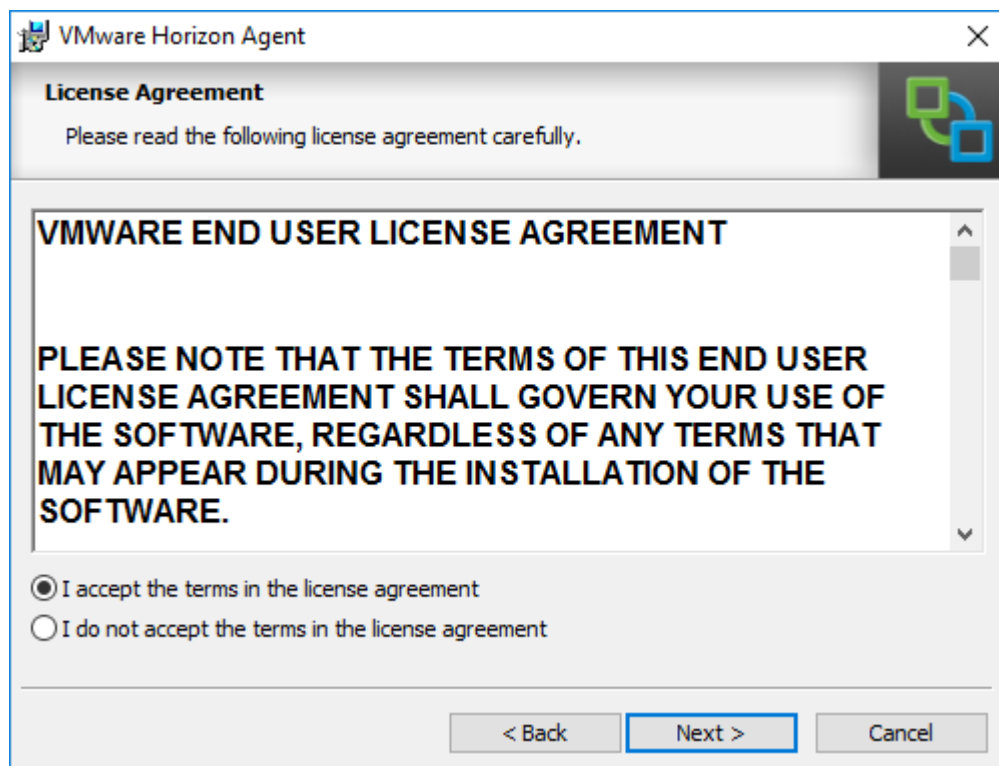 VMware Horizon Agent
License Agreement
Please read the following license agreement carefully.
VMWARE END USER LICENSE AGREEMENT
PLEASE NOTE THAT THE TERMS OF THIS END USER
LICENSE AGREEMENT SHALL GOVERN YOUR USE OF
THE SOFTWARE, REGARDLESS OF ANY TERMS THAT
MAY APPEAR DURING THE INSTALLATION OF THE
SOFTWARE.
I accept the terms in the license agreement
I do not accept the terms in the license agreement
< Back Next > Cancel